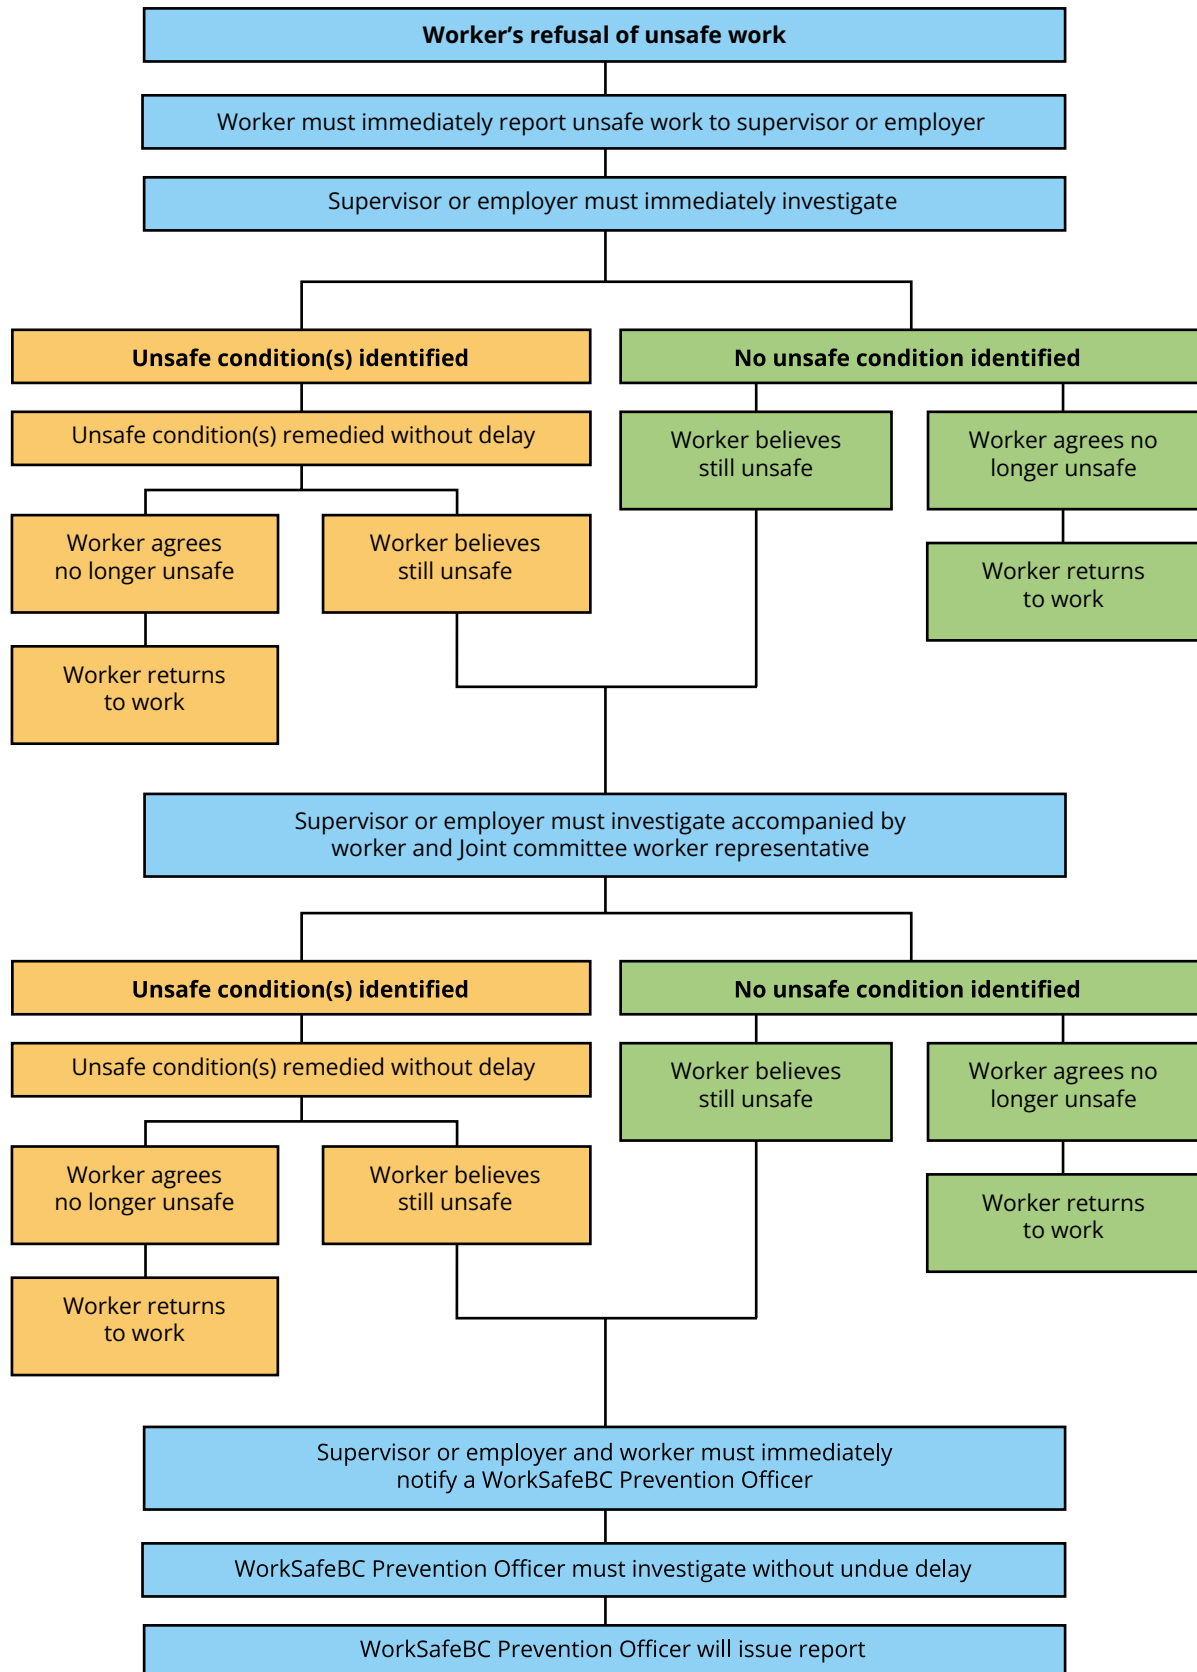 Worker’s refusal of unsafe work
Worker must immediately report unsafe work to supervisor or employer
Supervisor or employer must immediately investigate
Unsafe condition(s) identified
Unsafe condition(s) remedied without delay
Worker agrees
no longer unsafe
Worker returns
to work
Worker believes
still unsafe
No unsafe condition identified
Worker believes
still unsafe
Worker agrees no
longer unsafe
Worker returns
to work
Supervisor or employer must investigate accompanied by
worker and Joint committee worker representative
Unsafe condition(s) identified
Unsafe condition(s) remedied without delay
Worker agrees
no longer unsafe
Worker returns
to work
Worker believes
still unsafe
No unsafe condition identified
Worker believes
still unsafe
Worker agrees no
longer unsafe
Worker returns
to work
Supervisor or employer and worker must immediately
notify a WorkSafeBC Prevention Officer
WorkSafeBC Prevention Officer must investigate without undue delay
WorkSafeBC Prevention Officer will issue report